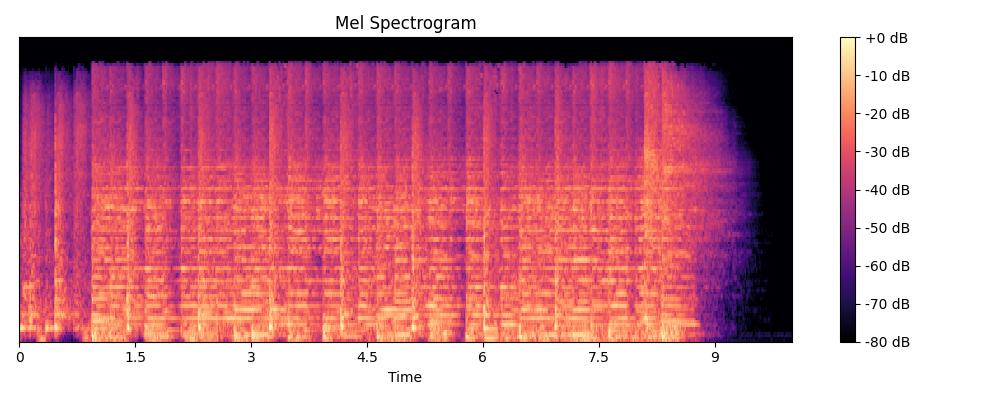 Mel Spectrogram
+0 dB
-10 dB
-20 dB
-30 dB
-40 dB
-50 dB
-60 dB
-70 dB
-80 dB
0 1.5 3 4.5 6 7.5 9
Time